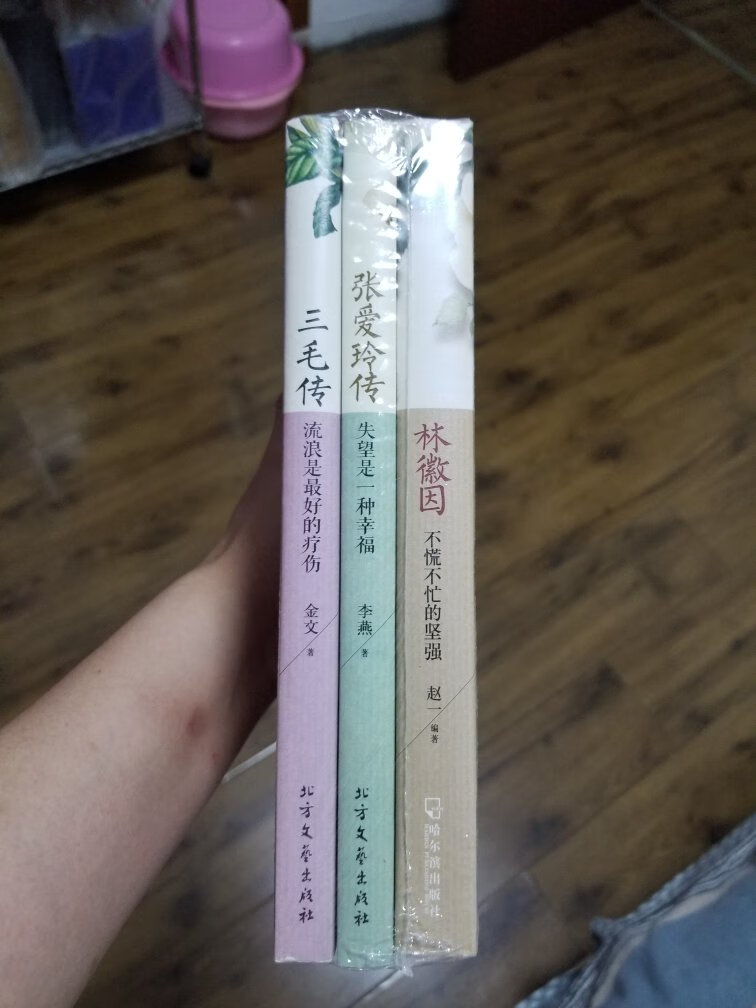 三毛传
流浪是最好的疗伤
金文 著
北方文艺出版社
张爱玲传
失望是一种幸福
李燕 著
北方文艺出版社
林徽因
不慌不忙的坚强
赵一 编著
哈尔滨出版社